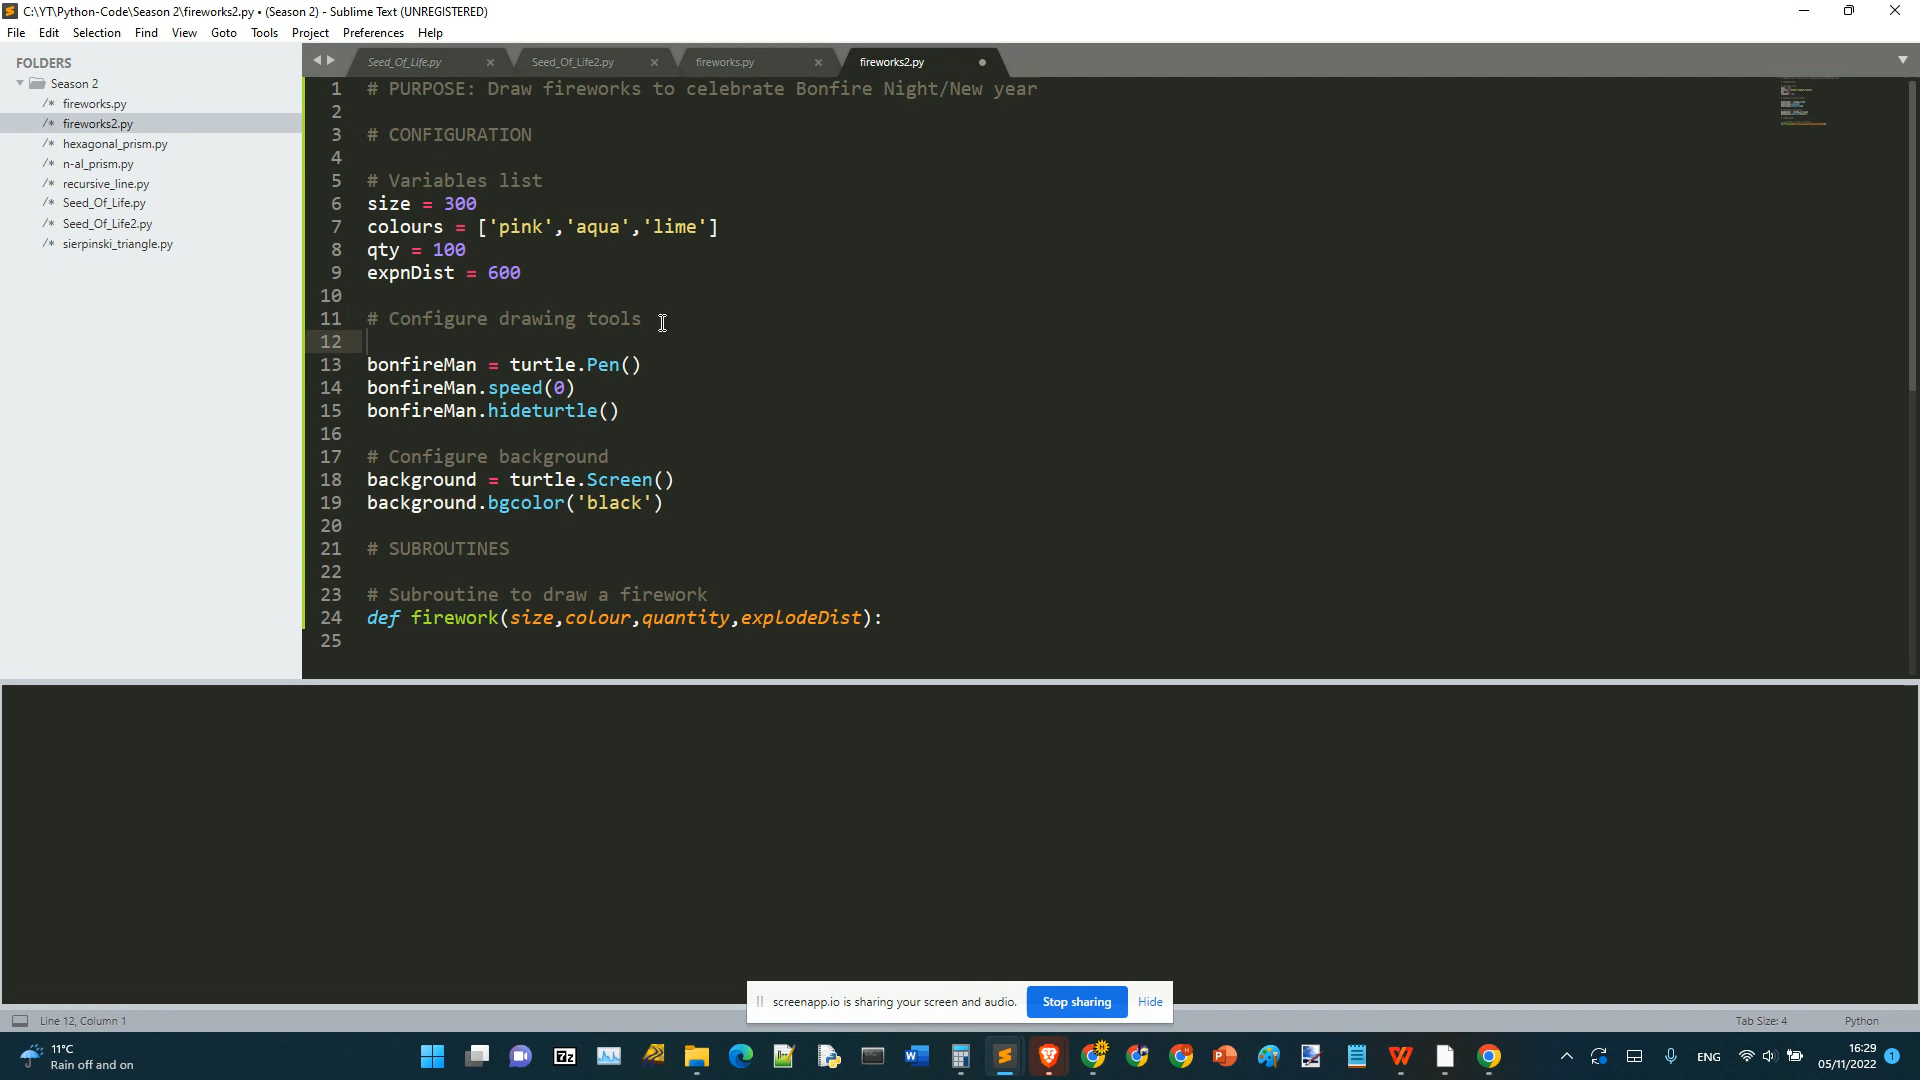 C:\YT\Python-Code\Season 2\fireworks2.py • (Season 2) - Sublime Text (UNREGISTERED)
File Edit Selection Find View Goto Tools Project Preferences Help
FOLDERS
Season 2
/* fireworks.py
/* fireworks2.py
/* hexagonal_prism.py
/* n-al_prism.py
/* recursive_line.py
/* Seed_Of_Life.py
/* Seed_Of_Life2.py
/* sierpinski_triangle.py
Seed_Of_Life.py Seed_Of_Life2.py fireworks.py fireworks2.py
1 # PURPOSE: Draw fireworks to celebrate Bonfire Night/New year
2
3 # CONFIGURATION
4
5 # Variables list
6 size = 300
7 colours = ['pink','aqua','lime']
8 qty = 100
9 expnDist = 600
10
11 # Configure drawing tools
12
13 bonfireMan = turtle.Pen()
14 bonfireMan.speed(0)
15 bonfireMan.hideturtle()
16
17 # Configure background
18 background = turtle.Screen()
19 background.bgcolor('black')
20
21 # SUBROUTINES
22
23 # Subroutine to draw a firework
24 def firework(size,colour,quantity,explodeDist):
25
screenapp.io is sharing your screen and audio. Stop sharing Hide
Line 12, Column 1 Tab Size: 4 Python
11°C
Rain off and on
ENG
16:29
05/11/2022
1